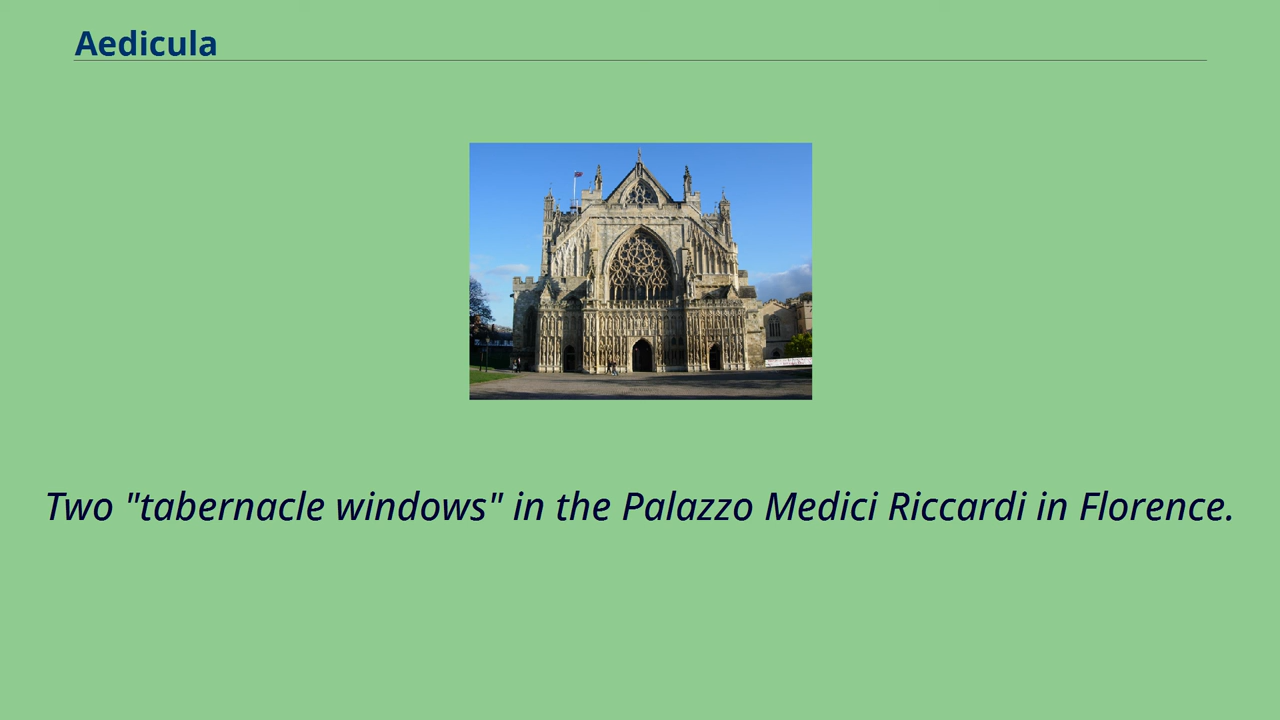 Aedicula
Two "tabernacle windows" in the Palazzo Medici Riccardi in Florence.